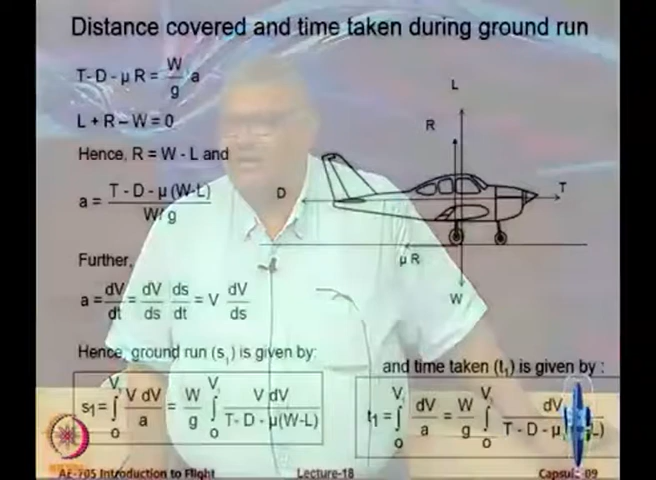 Distance covered and time taken during ground run
T- D - μ R = W/g a
L + R – W = 0
Hence, R = W - L and
a = T - D - μ (W-L) / W/ g
Further,
a = dV/dt = dV/ds ds/dt = V dV/ds
Hence, ground run (s₁) is given by:
s₁= ∫₀^V₁ V dV/a = W/g ∫₀^V₁ V dV / T - D - μ(W-L)
L
R
D
T
μ R
W
and time taken (t₁) is given by :
t₁ = ∫₀^V₁ dV/a = W/g ∫₀^V₁ dV / T - D - μ L)
AE-705 Introduction to Flight
Lecture-18
Capsule 09